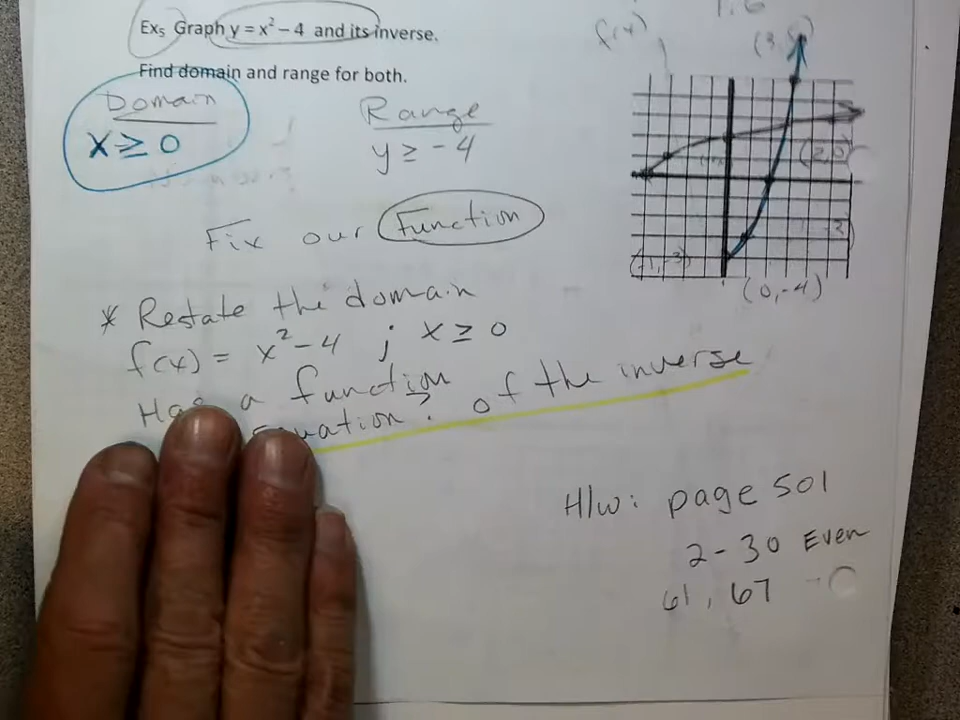 Ex5 Graph y = x² – 4 and its inverse.
Find domain and range for both.
Domain
x ≥ 0
Range
y ≥ -4
Fix our Function
* Restate the domain
f(x) = x² - 4 ; x ≥ 0
Has a function
equation? of the inverse
(2,0)
(-1,-3)
(0,-4)
H/w: page 501
2 - 30 Even
61, 67